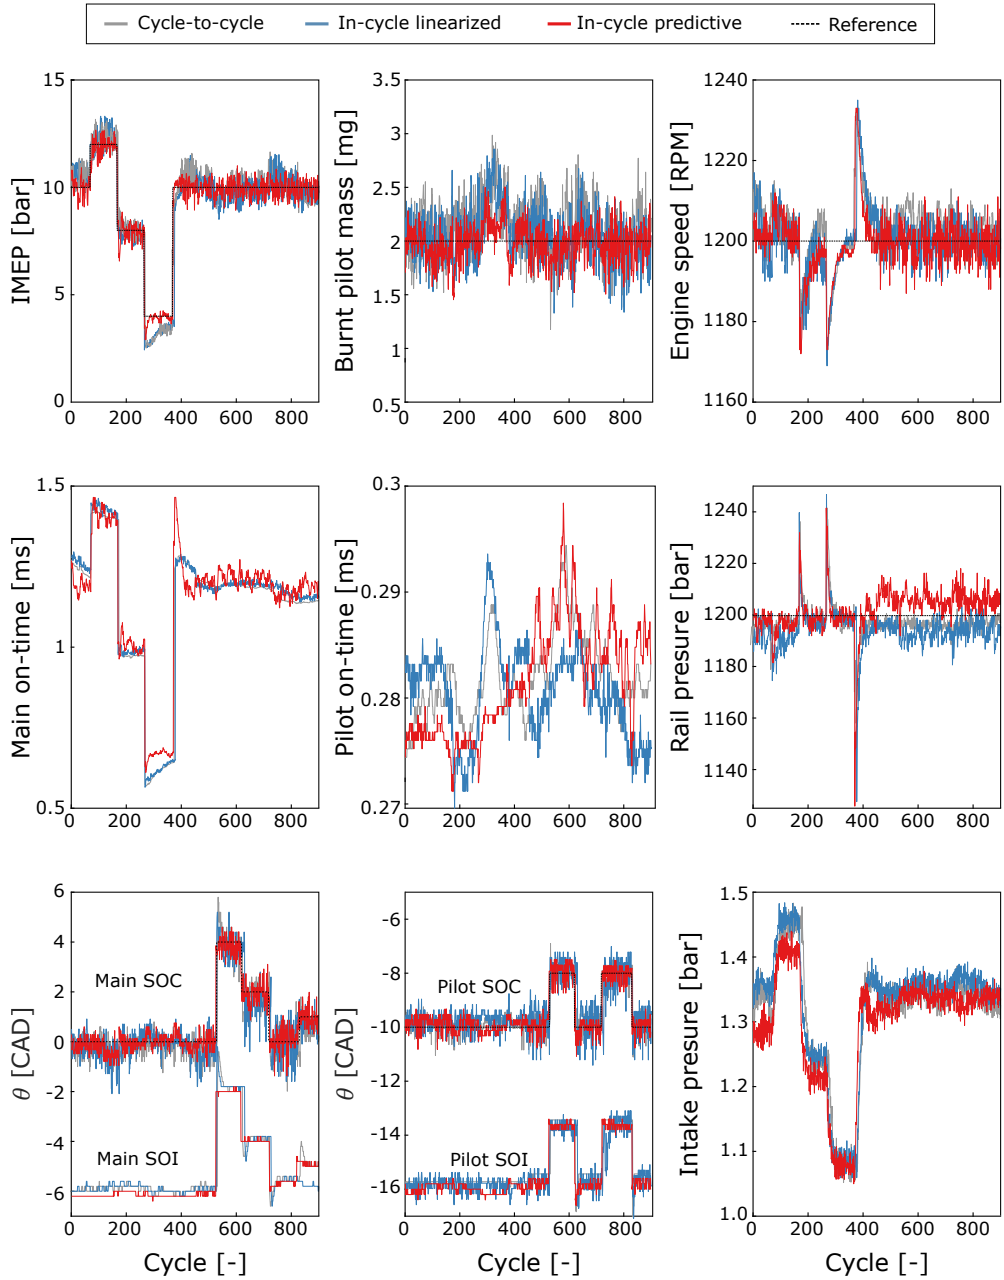 Cycle-to-cycle In-cycle linearized In-cycle predictive Reference
IMEP [bar]
15
10
5
0
0 200 400 600 800
Burnt pilot mass [mg]
3.5
3
2.5
2
1.5
1
0.5
0 200 400 600 800
Engine speed [RPM]
1240
1220
1200
1180
1160
0 200 400 600 800
Main on-time [ms]
1.5
1
0.5
0 200 400 600 800
Pilot on-time [ms]
0.3
0.29
0.28
0.27
0 200 400 600 800
Rail presure [bar]
1240
1220
1200
1180
1200
1140
0 200 400 600 800
θ [CAD]
6
4
2
0
-2
-4
-6
Main SOC
Main SOI
0 200 400 600 800
Cycle [-]
θ [CAD]
-6
-8
-10
-12
-14
-16
Pilot SOC
Pilot SOI
0 200 400 600 800
Cycle [-]
Intake presure [bar]
1.5
1.4
1.3
1.2
1.1
1.0
0 200 400 600 800
Cycle [-]